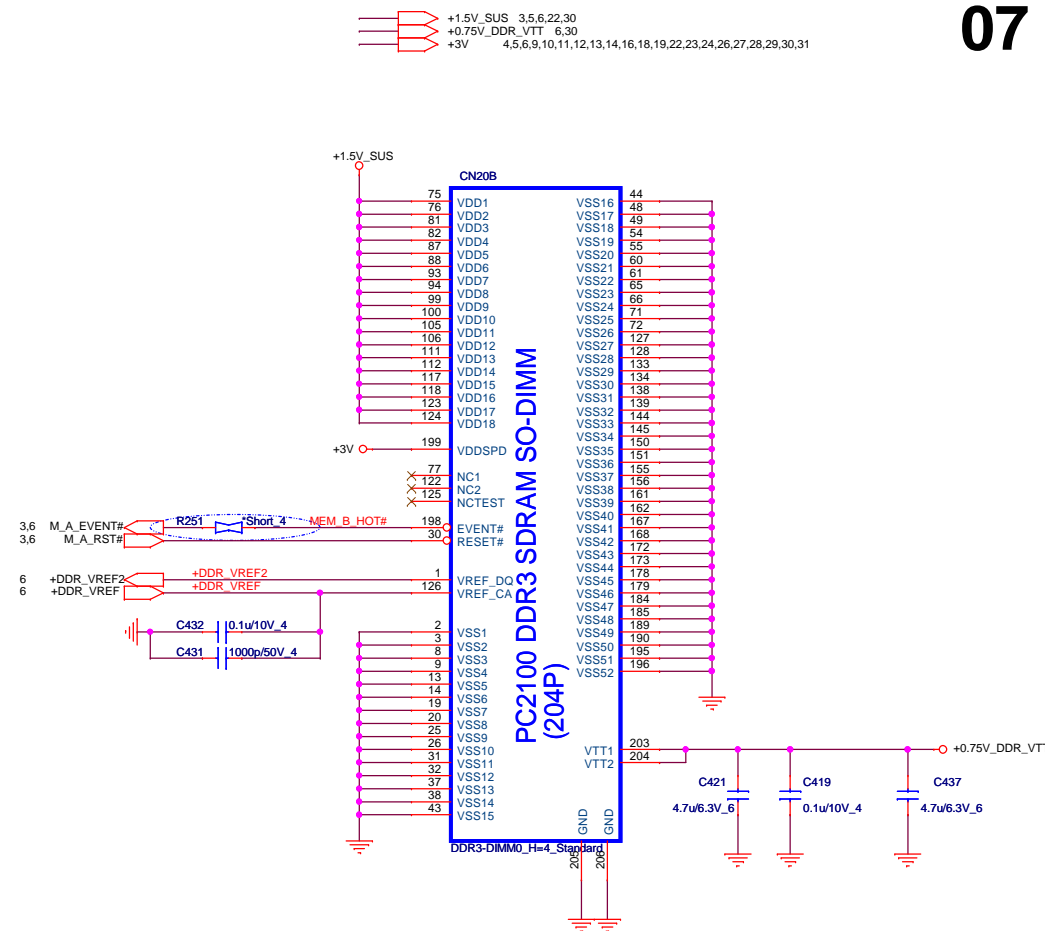 +1.5V_SUS 3,5,6,22,30
+0.75V_DDR_VTT 6,30
+3V 4,5,6,9,10,11,12,13,14,16,18,19,22,23,24,26,27,28,29,30,31
07
+1.5V_SUS
CN20B
75 VDD1 VSS16 44
76 VDD2 VSS17 48
81 VDD3 VSS18 49
82 VDD4 VSS19 54
87 VDD5 VSS20 55
88 VDD6 VSS21 60
93 VDD7 VSS22 61
94 VDD8 VSS23 65
99 VDD9 VSS24 66
100 VDD10 VSS25 71
105 VDD11 VSS26 72
106 VDD12 VSS27 127
111 VDD13 VSS28 128
112 VDD14 VSS29 133
117 VDD15 VSS30 134
118 VDD16 VSS31 138
123 VDD17 VSS32 139
124 VDD18 VSS33 144
VSS34 145
+3V 199 VDDSPD VSS35 150
VSS36 151
77 NC1 VSS37 155
122 NC2 VSS38 156
125 NCTEST VSS39 161
VSS40 162
3,6 M_A_EVENT# R251 *Short_4 MEM_B_HOT# 198 EVENT# VSS41 167
3,6 M_A_RST# 30 RESET# VSS42 168
VSS43 172
VSS44 173
6 +DDR_VREF2 +DDR_VREF2 1 VREF_DQ VSS45 178
6 +DDR_VREF +DDR_VREF 126 VREF_CA VSS46 179
VSS47 184
VSS48 185
C432 0.1u/10V_4 2 VSS1 VSS49 189
3 VSS2 VSS50 190
C431 1000p/50V_4 8 VSS3 VSS51 195
9 VSS4 VSS52 196
13 VSS5
14 VSS6
19 VSS7
20 VSS8
25 VSS9
26 VSS10 VTT1 203 +0.75V_DDR_VT
31 VSS11 VTT2 204
32 VSS12
37 VSS13
38 VSS14
43 VSS15
PC2100 DDR3 SDRAM SO-DIMM
(204P)
C421 C419 C437
4.7u/6.3V_6 0.1u/10V_4 4.7u/6.3V_6
GND GND
DDR3-DIMM0_H=4_Standard
205 206